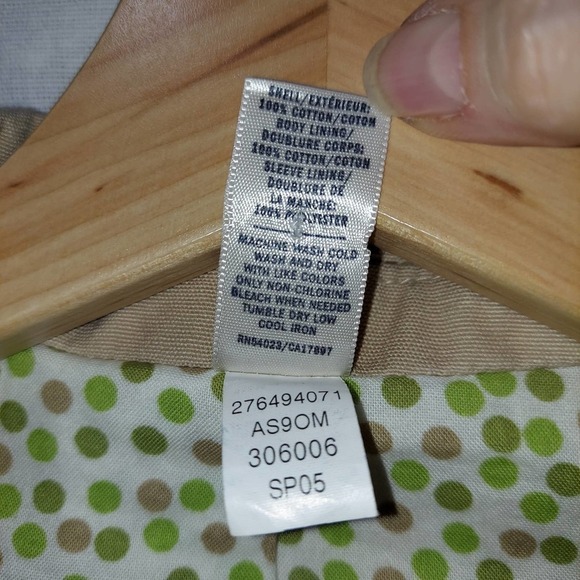 SHELL/EXTÉRIEUR:
100% COTTON/COTON
BODY LINING/
DOUBLURE CORPS:
100% COTTON/COTON
SLEEVE LINING/
DOUBLURE DE
LA MANCHE:
100% POLYESTER
MACHINE WASH COLD
WASH AND DRY
WITH LIKE COLORS
ONLY NON-CHLORINE
BLEACH WHEN NEEDED
TUMBLE DRY LOW
COOL IRON
RN54023/CA17897
276494071
AS9OM
306006
SP05